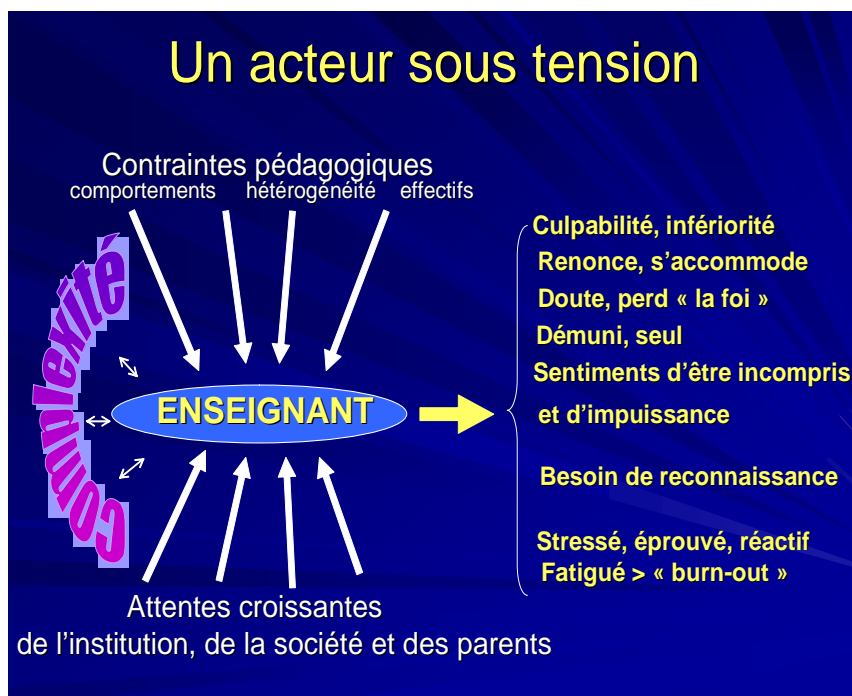 Un acteur sous tension
Contraintes pédagogiques
comportements hétérogénéité effectifs
Complexité
ENSEIGNANT
Culpabilité, infériorité
Renonce, s’accommode
Doute, perd « la foi »
Démuni, seul
Sentiments d’être incompris
et d’impuissance
Besoin de reconnaissance
Stressé, éprouvé, réactif
Fatigué > « burn-out »
Attentes croissantes
de l’institution, de la société et des parents